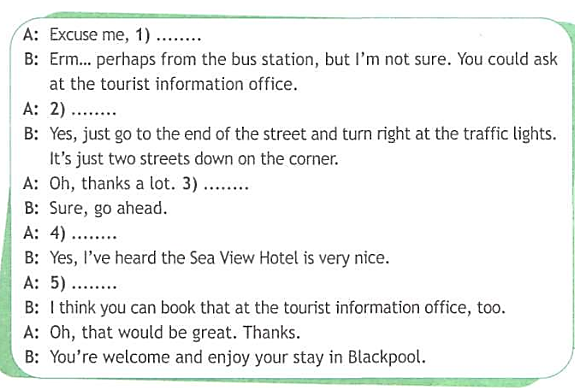 A: Excuse me, 1) ........
B: Erm... perhaps from the bus station, but I'm not sure. You could ask
at the tourist information office.
A: 2) ........
B: Yes, just go to the end of the street and turn right at the traffic lights.
It's just two streets down on the corner.
A: Oh, thanks a lot. 3) ........
B: Sure, go ahead.
A: 4) ........
B: Yes, I've heard the Sea View Hotel is very nice.
A: 5) ........
B: I think you can book that at the tourist information office, too.
A: Oh, that would be great. Thanks.
B: You're welcome and enjoy your stay in Blackpool.